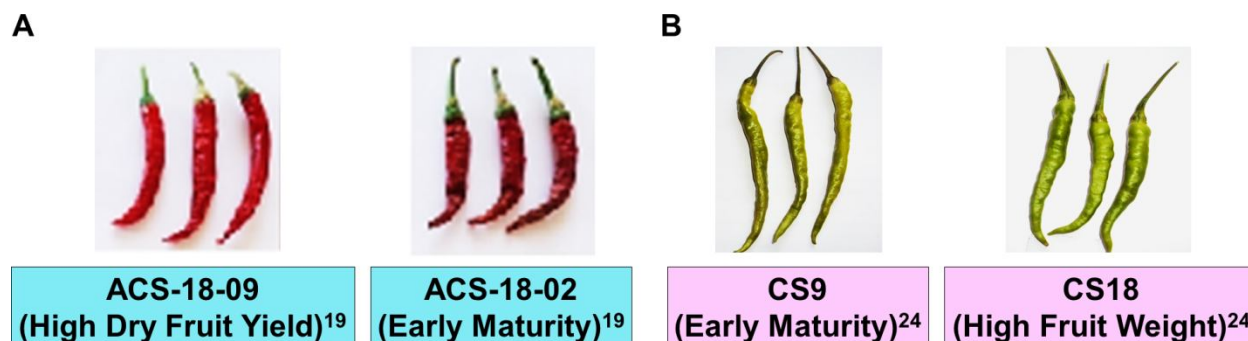 A
B
ACS-18-09
(High Dry Fruit Yield)19
ACS-18-02
(Early Maturity)19
CS9
(Early Maturity)24
CS18
(High Fruit Weight)24